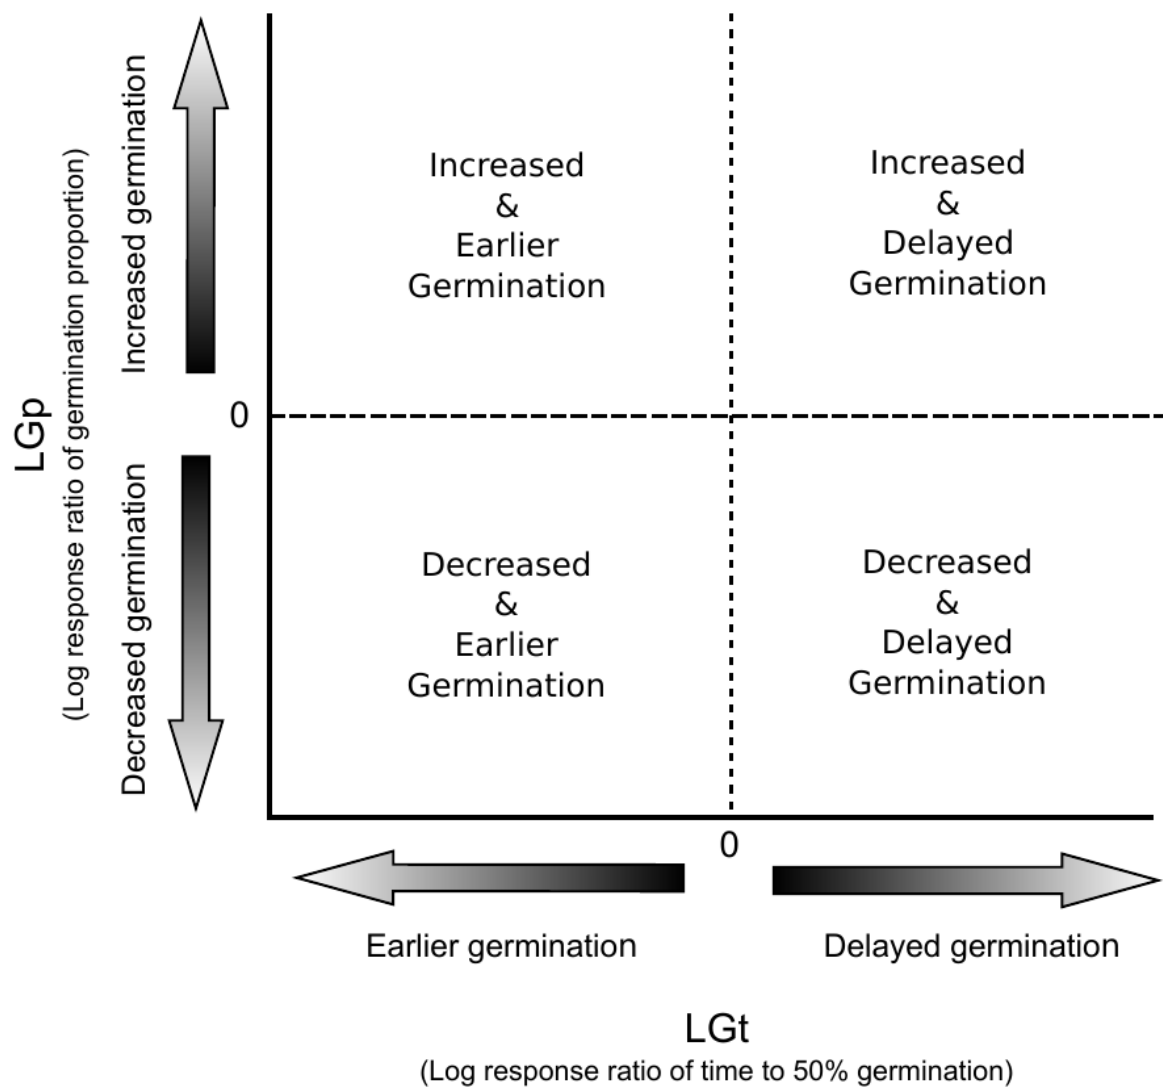 LGp
(Log response ratio of germination proportion)
Increased germination
Decreased germination
0
Increased
&
Earlier
Germination
Increased
&
Delayed
Germination
Decreased
&
Earlier
Germination
Decreased
&
Delayed
Germination
0
Earlier germination
Delayed germination
LGt
(Log response ratio of time to 50% germination)